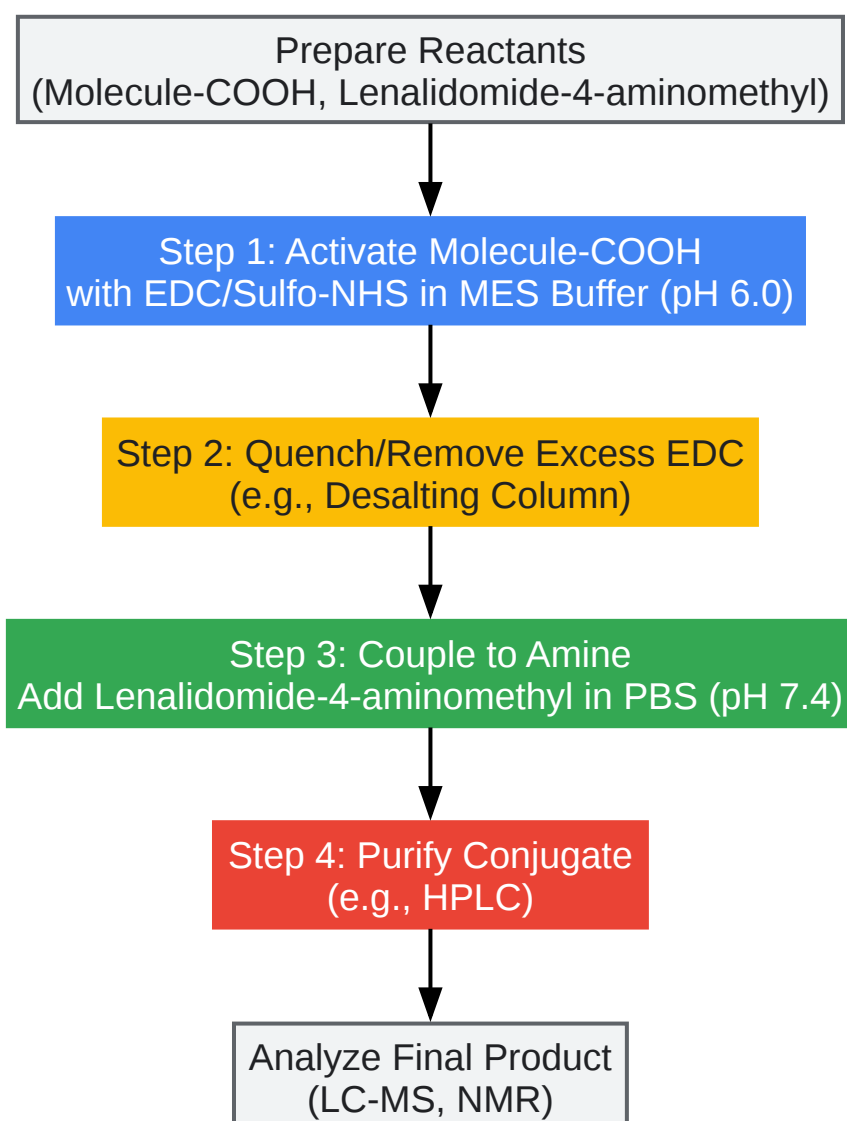 Prepare Reactants
(Molecule-COOH, Lenalidomide-4-aminomethyl)
Step 1: Activate Molecule-COOH
with EDC/Sulfo-NHS in MES Buffer (pH 6.0)
Step 2: Quench/Remove Excess EDC
(e.g., Desalting Column)
Step 3: Couple to Amine
Add Lenalidomide-4-aminomethyl in PBS (pH 7.4)
Step 4: Purify Conjugate
(e.g., HPLC)
Analyze Final Product
(LC-MS, NMR)